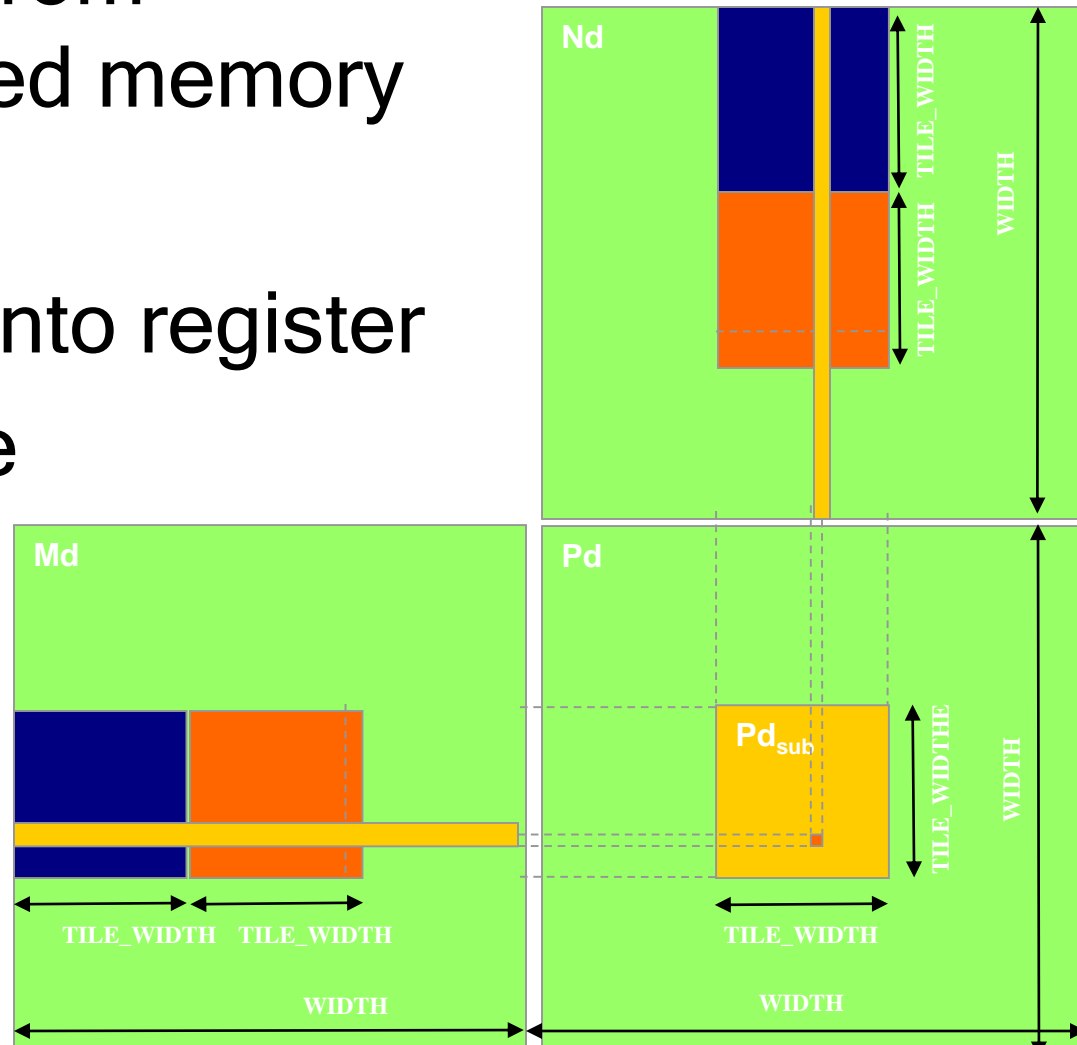 ed memory
nto register
e
Nd
TILE_WIDTH
TILE_WIDTH
WIDTH
Md
TILE_WIDTH TILE_WIDTH
WIDTH
Pd
Pdsub
TILE_WIDTHE
WIDTH
TILE_WIDTH
WIDTH